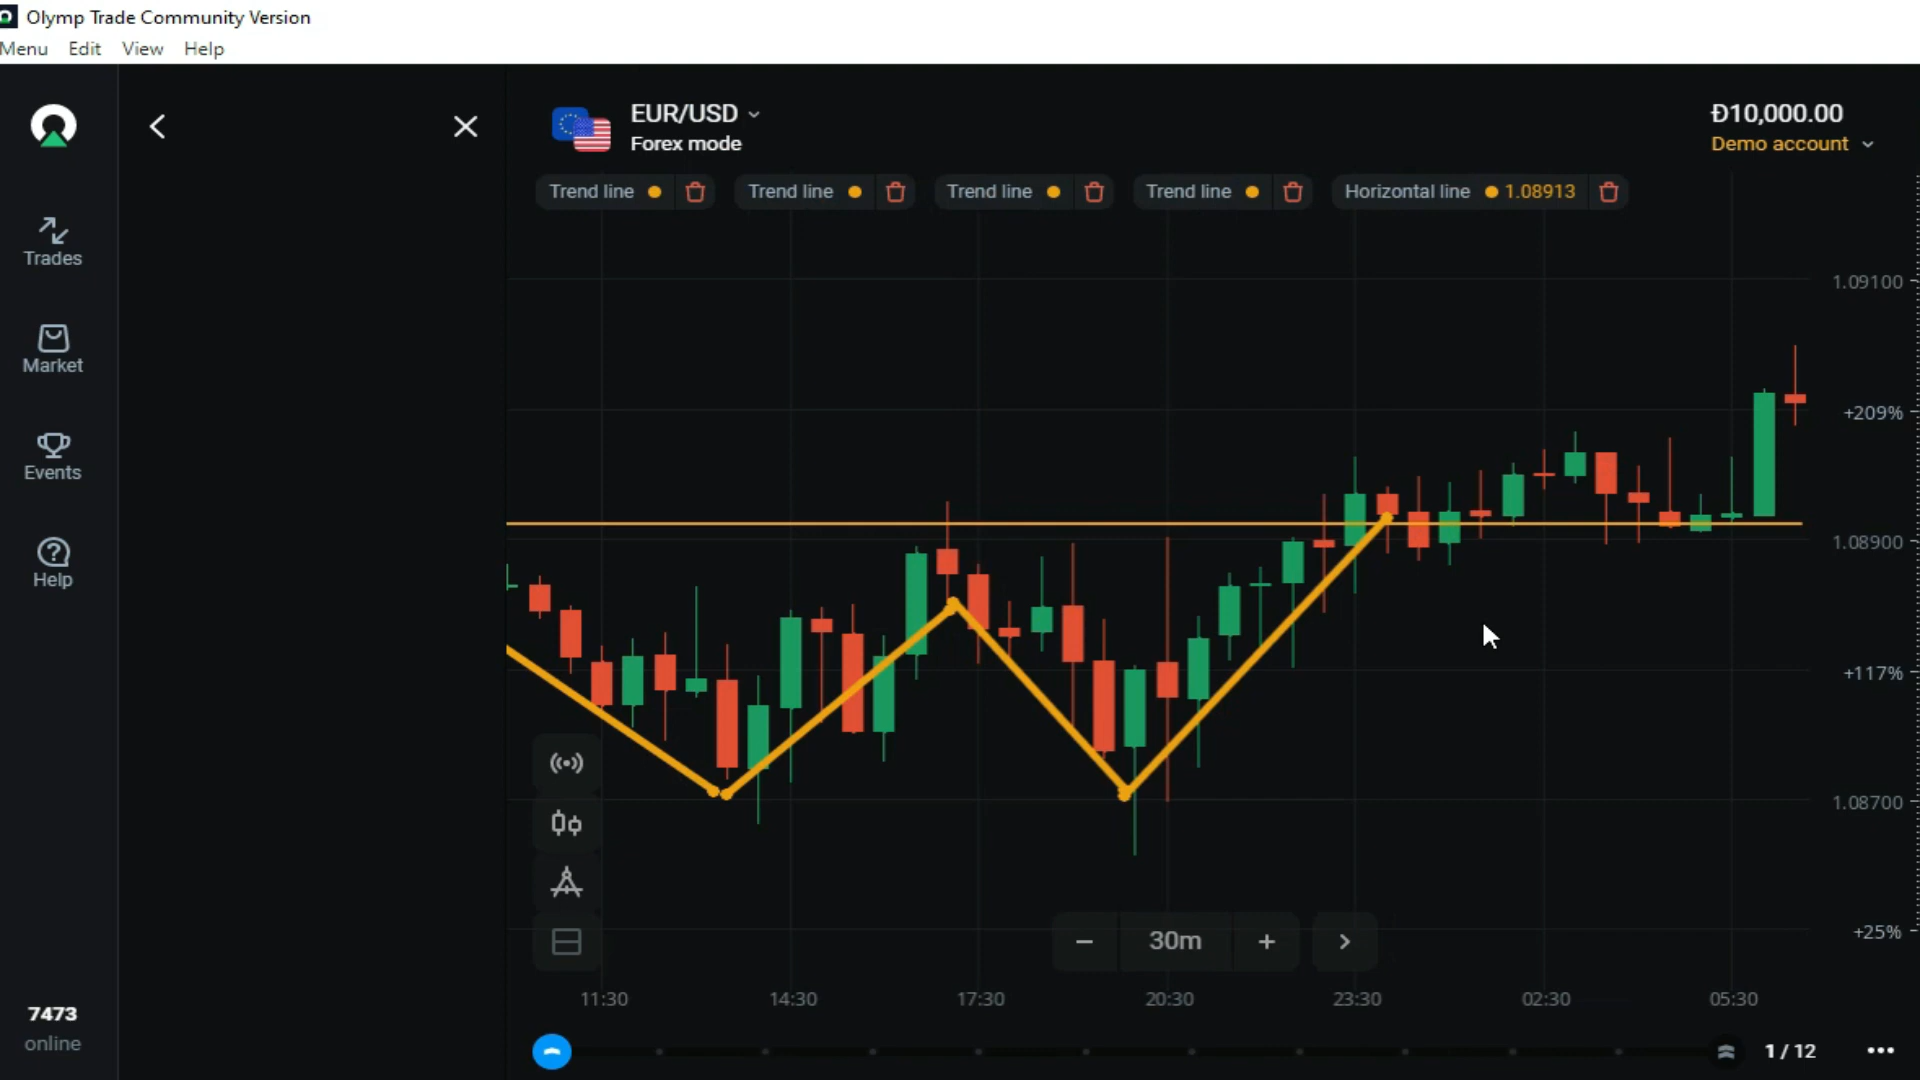 Olymp Trade Community Version
Menu Edit View Help
EUR/USD
Forex mode
Đ10,000.00
Demo account
Trend line
Trend line
Trend line
Trend line
Horizontal line 1.08913
Trades
Market
Events
Help
7473
online
1.09100
+209%
1.08900
+117%
1.08700
+25%
30m
11:30 14:30 17:30 20:30 23:30 02:30 05:30
1 / 12